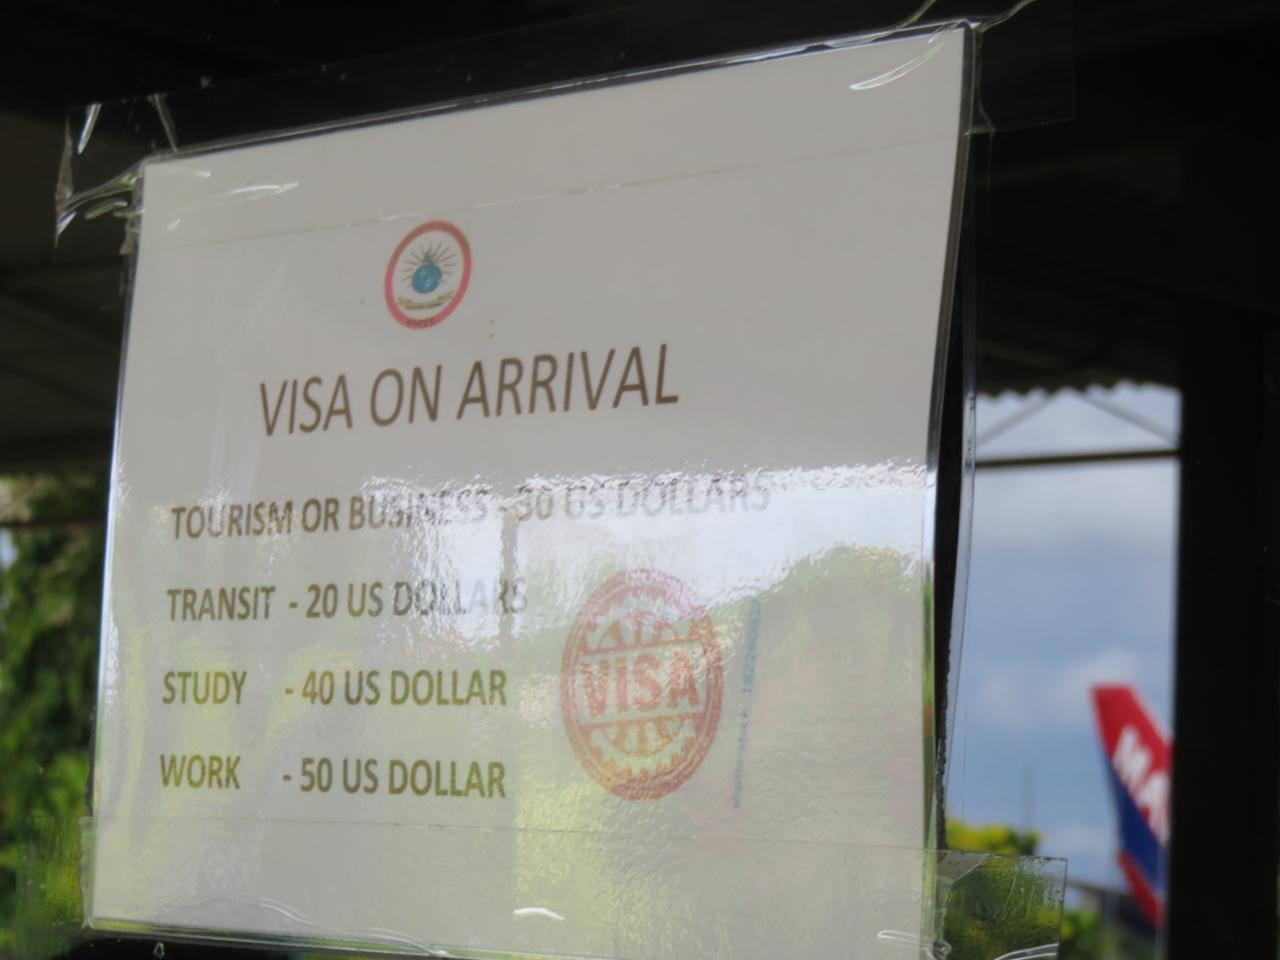 VISA ON ARRIVAL
TOURISM OR BUSINESS - 30 US DOLLARS
TRANSIT - 20 US DOLLARS
STUDY - 40 US DOLLAR
WORK - 50 US DOLLAR
VISA
MA